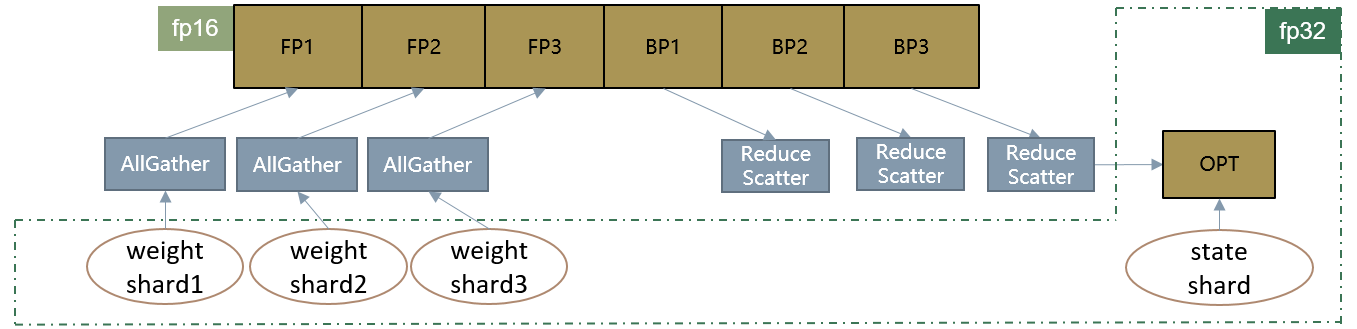 fp16
FP1
FP2
FP3
BP1
BP2
BP3
fp32
AllGather
AllGather
AllGather
Reduce
Scatter
Reduce
Scatter
Reduce
Scatter
OPT
weight
shard1
weight
shard2
weight
shard3
state
shard